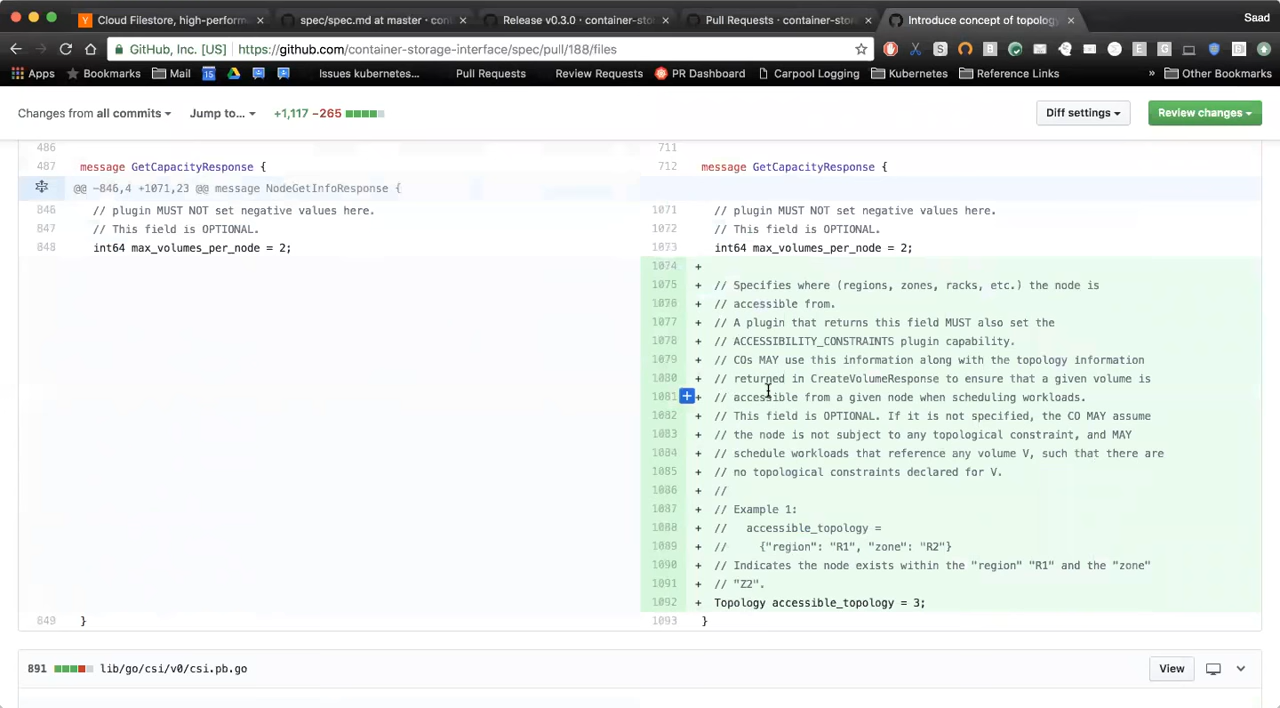 Cloud Filestore, high-perform
spec/spec.md at master · cont
Release v0.3.0 · container-sto
Pull Requests · container-stor
Introduce concept of topology
Saad
GitHub, Inc. [US]
https://github.com/container-storage-interface/spec/pull/188/files
Apps
Bookmarks
Mail
Issues kubernetes...
Pull Requests
Review Requests
PR Dashboard
Carpool Logging
Kubernetes
Reference Links
»
Other Bookmarks
Changes from all commits
Jump to...
+1,117 −265
Diff settings
Review changes
486
711
487 message GetCapacityResponse {
712 message GetCapacityResponse {
@@ -846,4 +1071,23 @@ message NodeGetInfoResponse {
846 // plugin MUST NOT set negative values here.
1071 // plugin MUST NOT set negative values here.
847 // This field is OPTIONAL.
1072 // This field is OPTIONAL.
848 int64 max_volumes_per_node = 2;
1073 int64 max_volumes_per_node = 2;
1074 +
1075 + // Specifies where (regions, zones, racks, etc.) the node is
1076 + // accessible from.
1077 + // A plugin that returns this field MUST also set the
1078 + // ACCESSIBILITY_CONSTRAINTS plugin capability.
1079 + // COs MAY use this information along with the topology information
1080 + // returned in CreateVolumeResponse to ensure that a given volume is
1081 + // accessible from a given node when scheduling workloads.
1082 + // This field is OPTIONAL. If it is not specified, the CO MAY assume
1083 + // the node is not subject to any topological constraint, and MAY
1084 + // schedule workloads that reference any volume V, such that there are
1085 + // no topological constraints declared for V.
1086 + //
1087 + // Example 1:
1088 + // accessible_topology =
1089 + // {"region": "R1", "zone": "R2"}
1090 + // Indicates the node exists within the "region" "R1" and the "zone"
1091 + // "Z2".
1092 + Topology accessible_topology = 3;
849 }
1093 }
891 lib/go/csi/v0/csi.pb.go
View